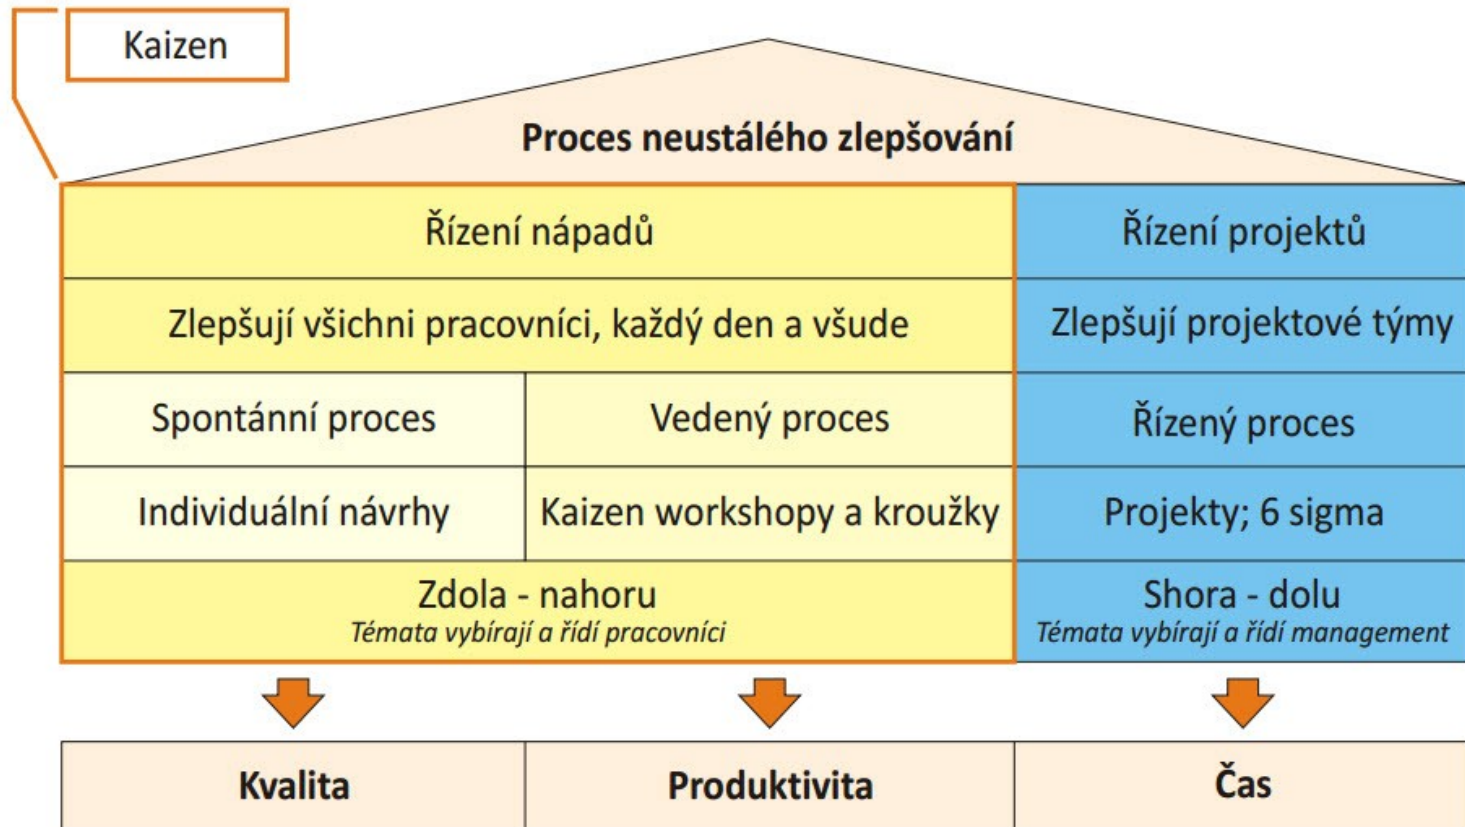 Kaizen
Proces neustálého zlepšování
Řízení nápadů
Řízení projektů
Zlepšují všichni pracovníci, každý den a všude
Zlepšují projektové týmy
Spontánní proces
Vedený proces
Řízený proces
Individuální návrhy
Kaizen workshopy a kroužky
Projekty; 6 sigma
Zdola - nahoru
Témata vybírají a řídí pracovníci
Shora - dolu
Témata vybírají a řídí management
Kvalita
Produktivita
Čas